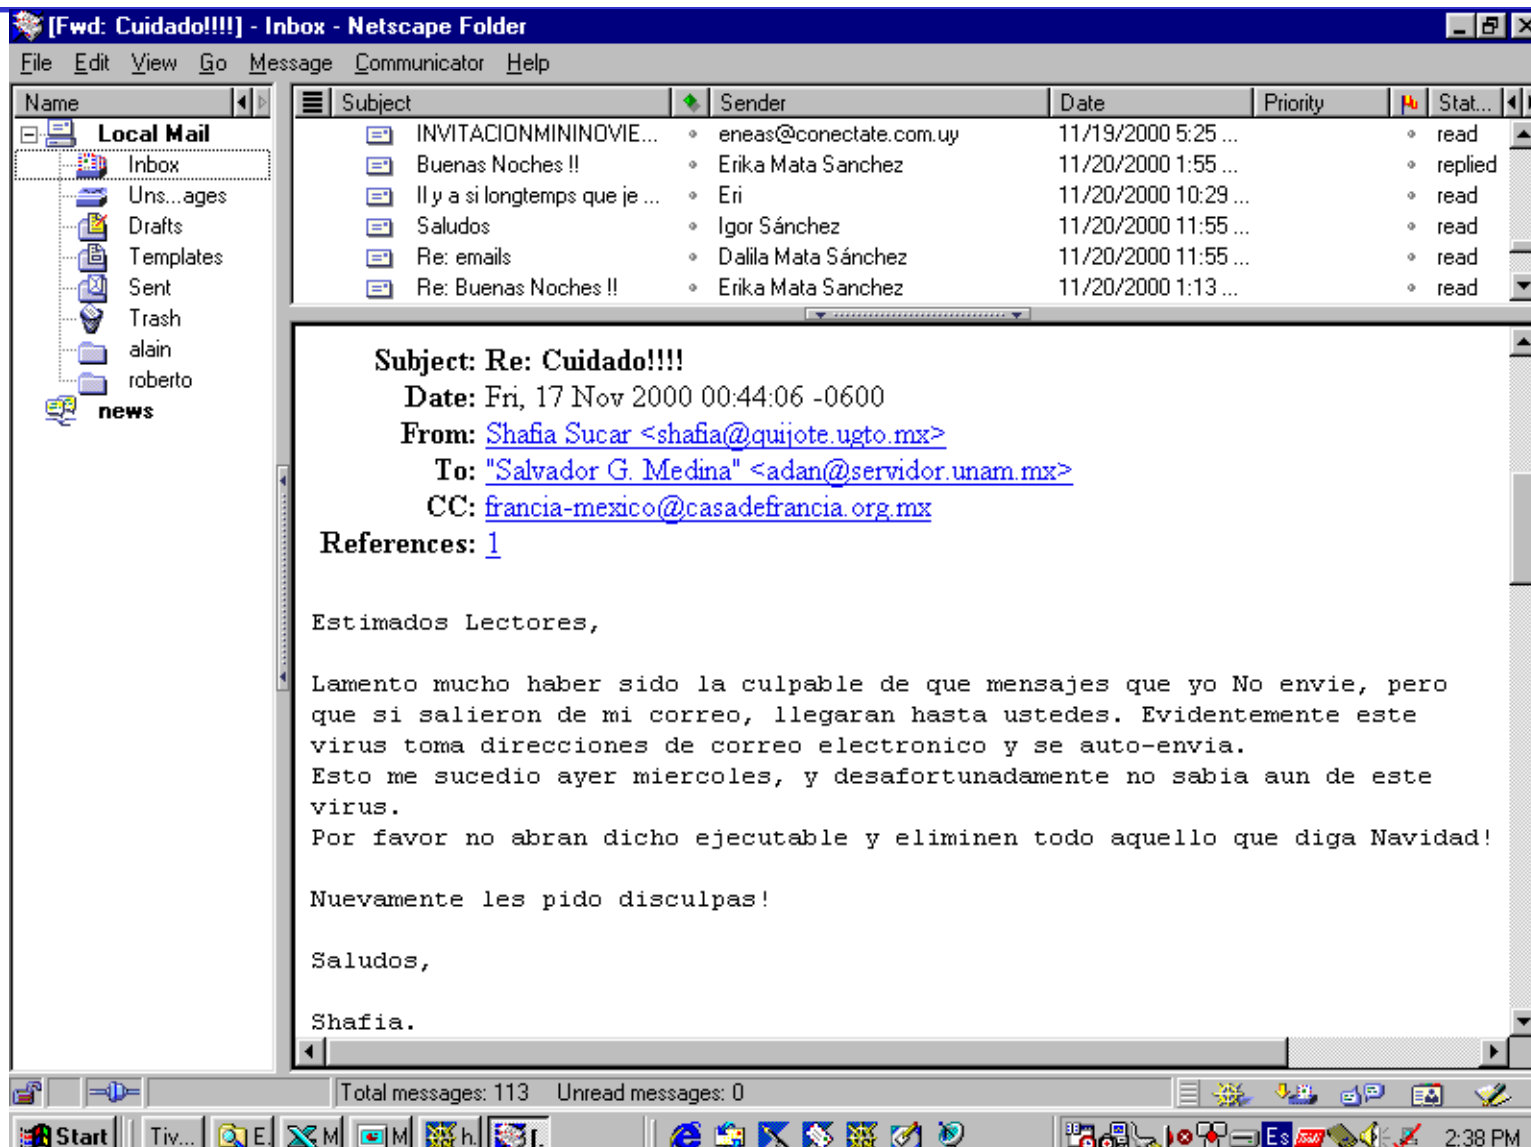 [Fwd: Cuidado!!!!] - Inbox - Netscape Folder
File Edit View Go Message Communicator Help
Name
Local Mail
Inbox
Uns...ages
Drafts
Templates
Sent
Trash
alain
roberto
news
Subject Sender Date Priority Stat...
INVITACIONMININOVIE... eneas@conectate.com.uy 11/19/2000 5:25 ... read
Buenas Noches !! Erika Mata Sanchez 11/20/2000 1:55 ... replied
Il y a si longtemps que je ... Eri 11/20/2000 10:29 ... read
Saludos Igor Sánchez 11/20/2000 11:55 ... read
Re: emails Dalila Mata Sánchez 11/20/2000 11:55 ... read
Re: Buenas Noches !! Erika Mata Sanchez 11/20/2000 1:13 ... read
Subject: Re: Cuidado!!!!
Date: Fri, 17 Nov 2000 00:44:06 -0600
From: Shafia Sucar <shafia@quijote.ugto.mx>
To: "Salvador G. Medina" <adan@servidor.unam.mx>
CC: francia-mexico@casadefrancia.org.mx
References: 1
Estimados Lectores,
Lamento mucho haber sido la culpable de que mensajes que yo No envie, pero
que si salieron de mi correo, llegaran hasta ustedes. Evidentemente este
virus toma direcciones de correo electronico y se auto-envia.
Esto me sucedio ayer miercoles, y desafortunadamente no sabia aun de este
virus.
Por favor no abran dicho ejecutable y eliminen todo aquello que diga Navidad!
Nuevamente les pido disculpas!
Saludos,
Shafia.
Total messages: 113 Unread messages: 0
Start Tiv... E. M M h. Es 2:38 PM